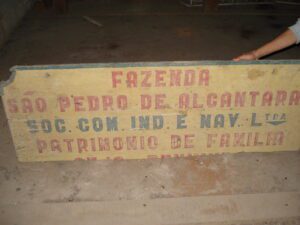 FAZENDA
SÃO PEDRO DE ALCANTARA
SOC. COM. IND. E NAV. LTDA
PATRIMONIO DE FAMILIA